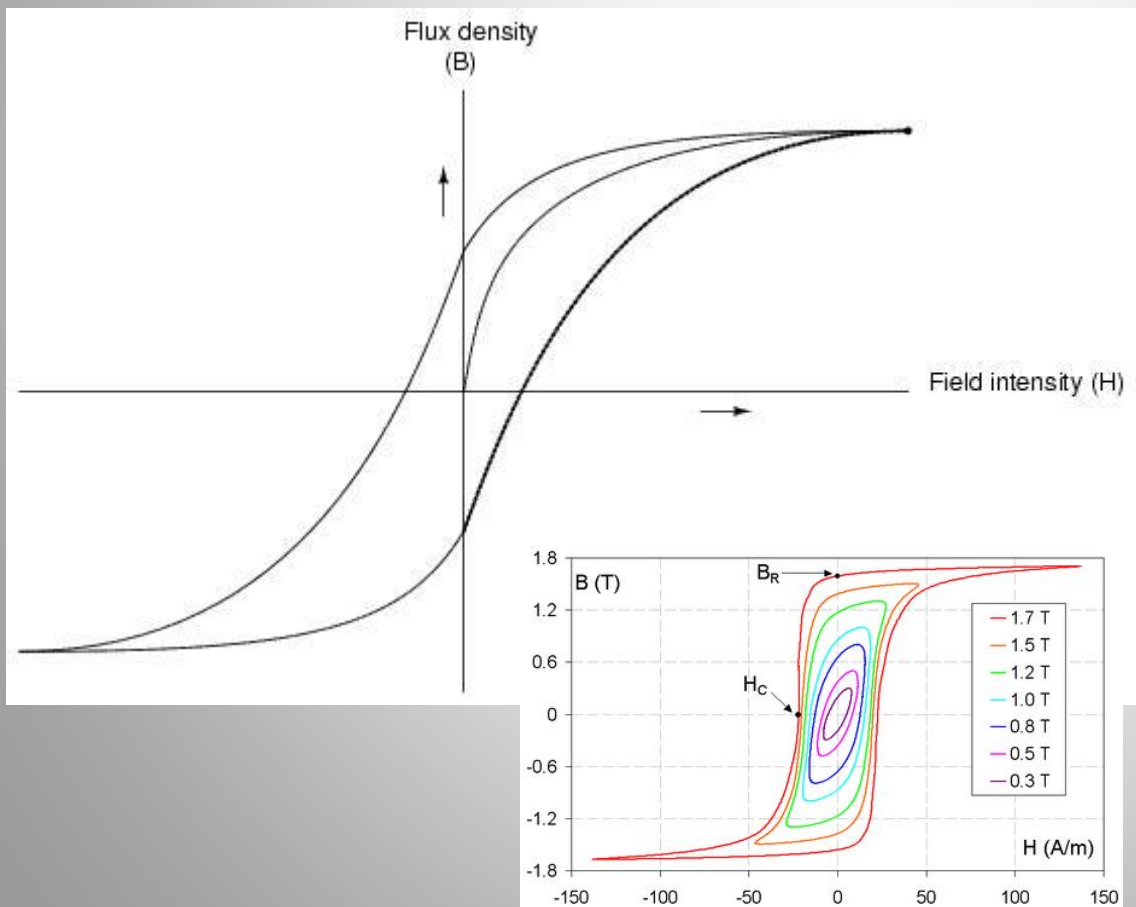 Flux density
(B)
Field intensity (H)
1.8
B (T)
B_R
1.2
1.7 T
1.5 T
0.6
1.2 T
H_C
1.0 T
0
0.8 T
0.5 T
-0.6
0.3 T
-1.2
H (A/m)
-1.8
-150 -100 -50 0 50 100 150